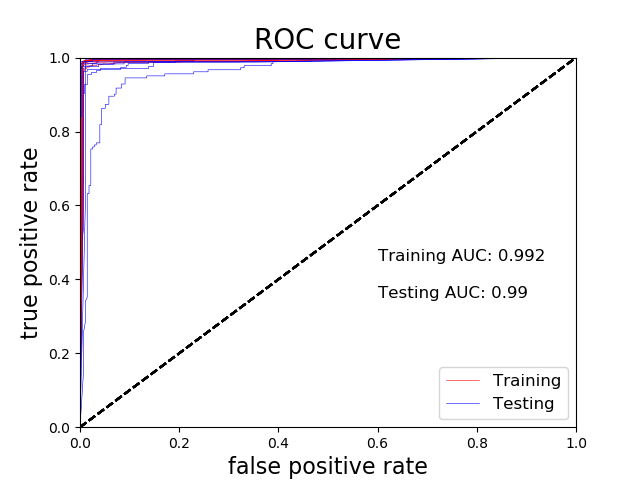 ROC curve
true positive rate
1.0
0.8
0.6
0.4
0.2
0.0
Training AUC: 0.992
Testing AUC: 0.99
Training
Testing
0.0 0.2 0.4 0.6 0.8 1.0
false positive rate